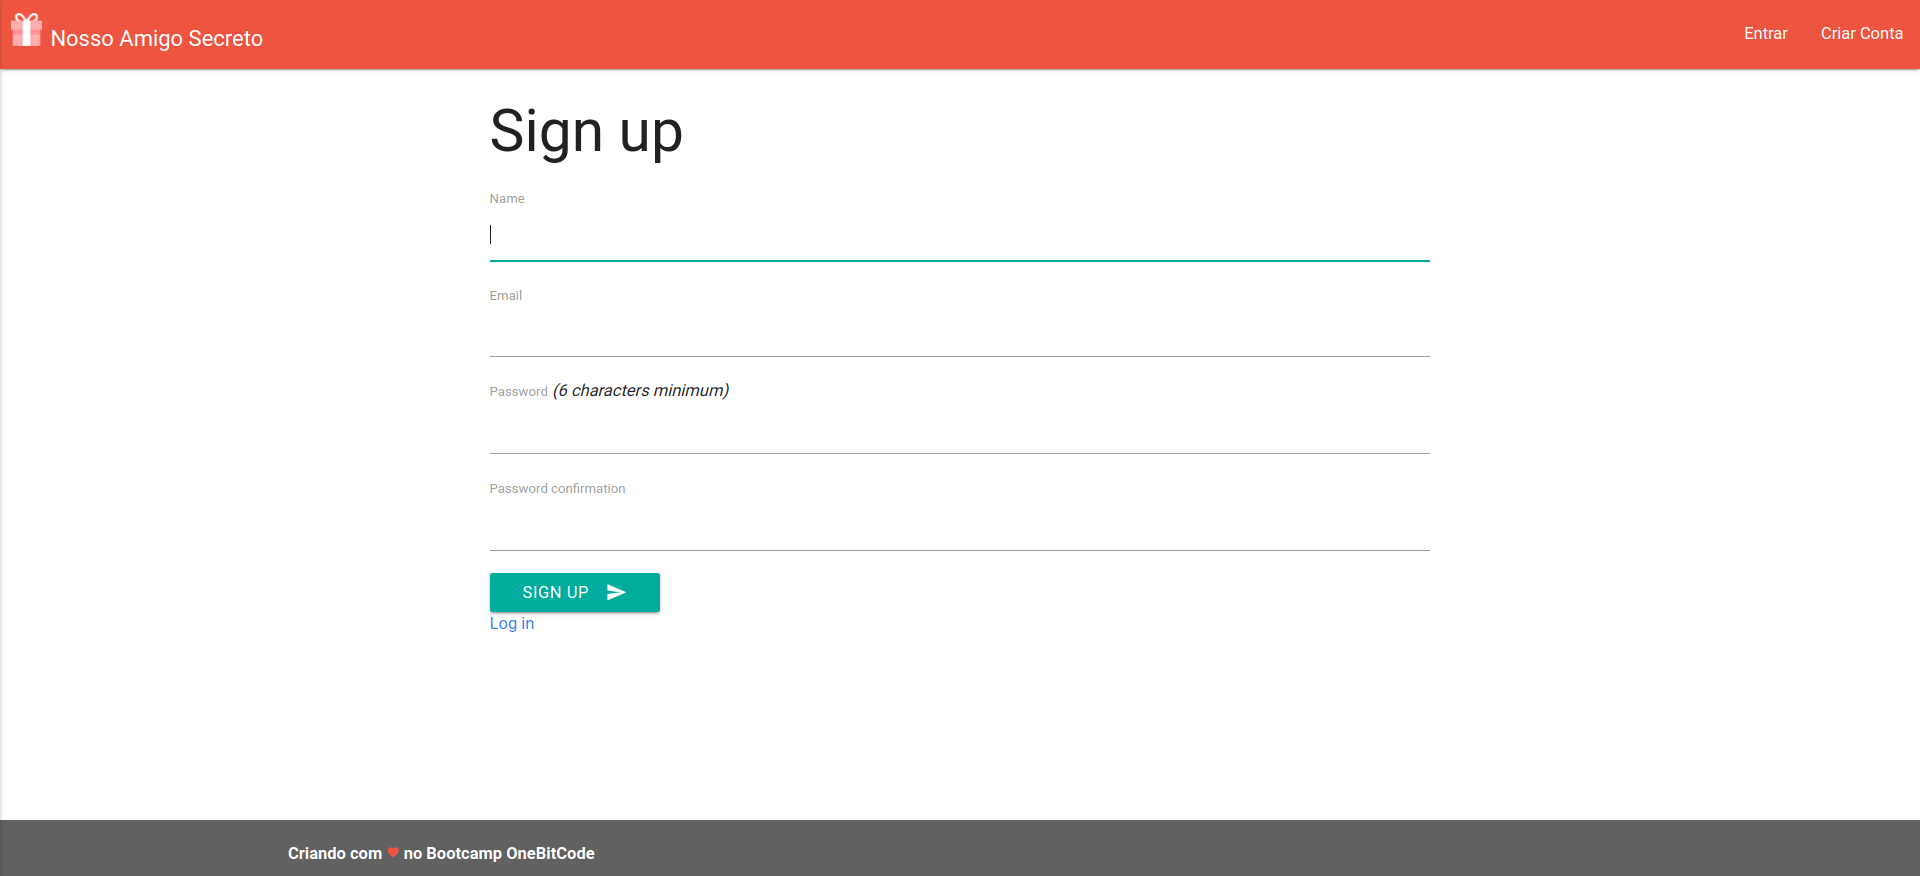 Nosso Amigo Secreto
Entrar
Criar Conta
Sign up
Name
Email
Password (6 characters minimum)
Password confirmation
SIGN UP
Log in
Criando com ❤ no Bootcamp OneBitCode